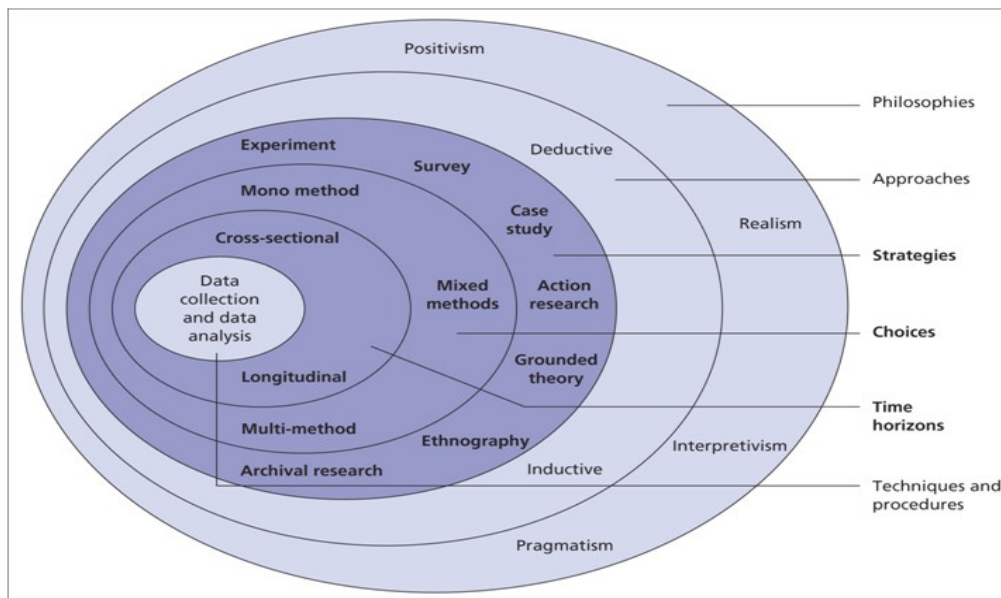 Positivism
Philosophies
Experiment
Deductive
Survey
Approaches
Mono method
Case
study
Realism
Cross-sectional
Strategies
Data
collection
and data
analysis
Mixed
methods
Action
research
Choices
Grounded
theory
Longitudinal
Time
horizons
Multi-method
Ethnography
Interpretivism
Archival research
Inductive
Techniques and
procedures
Pragmatism